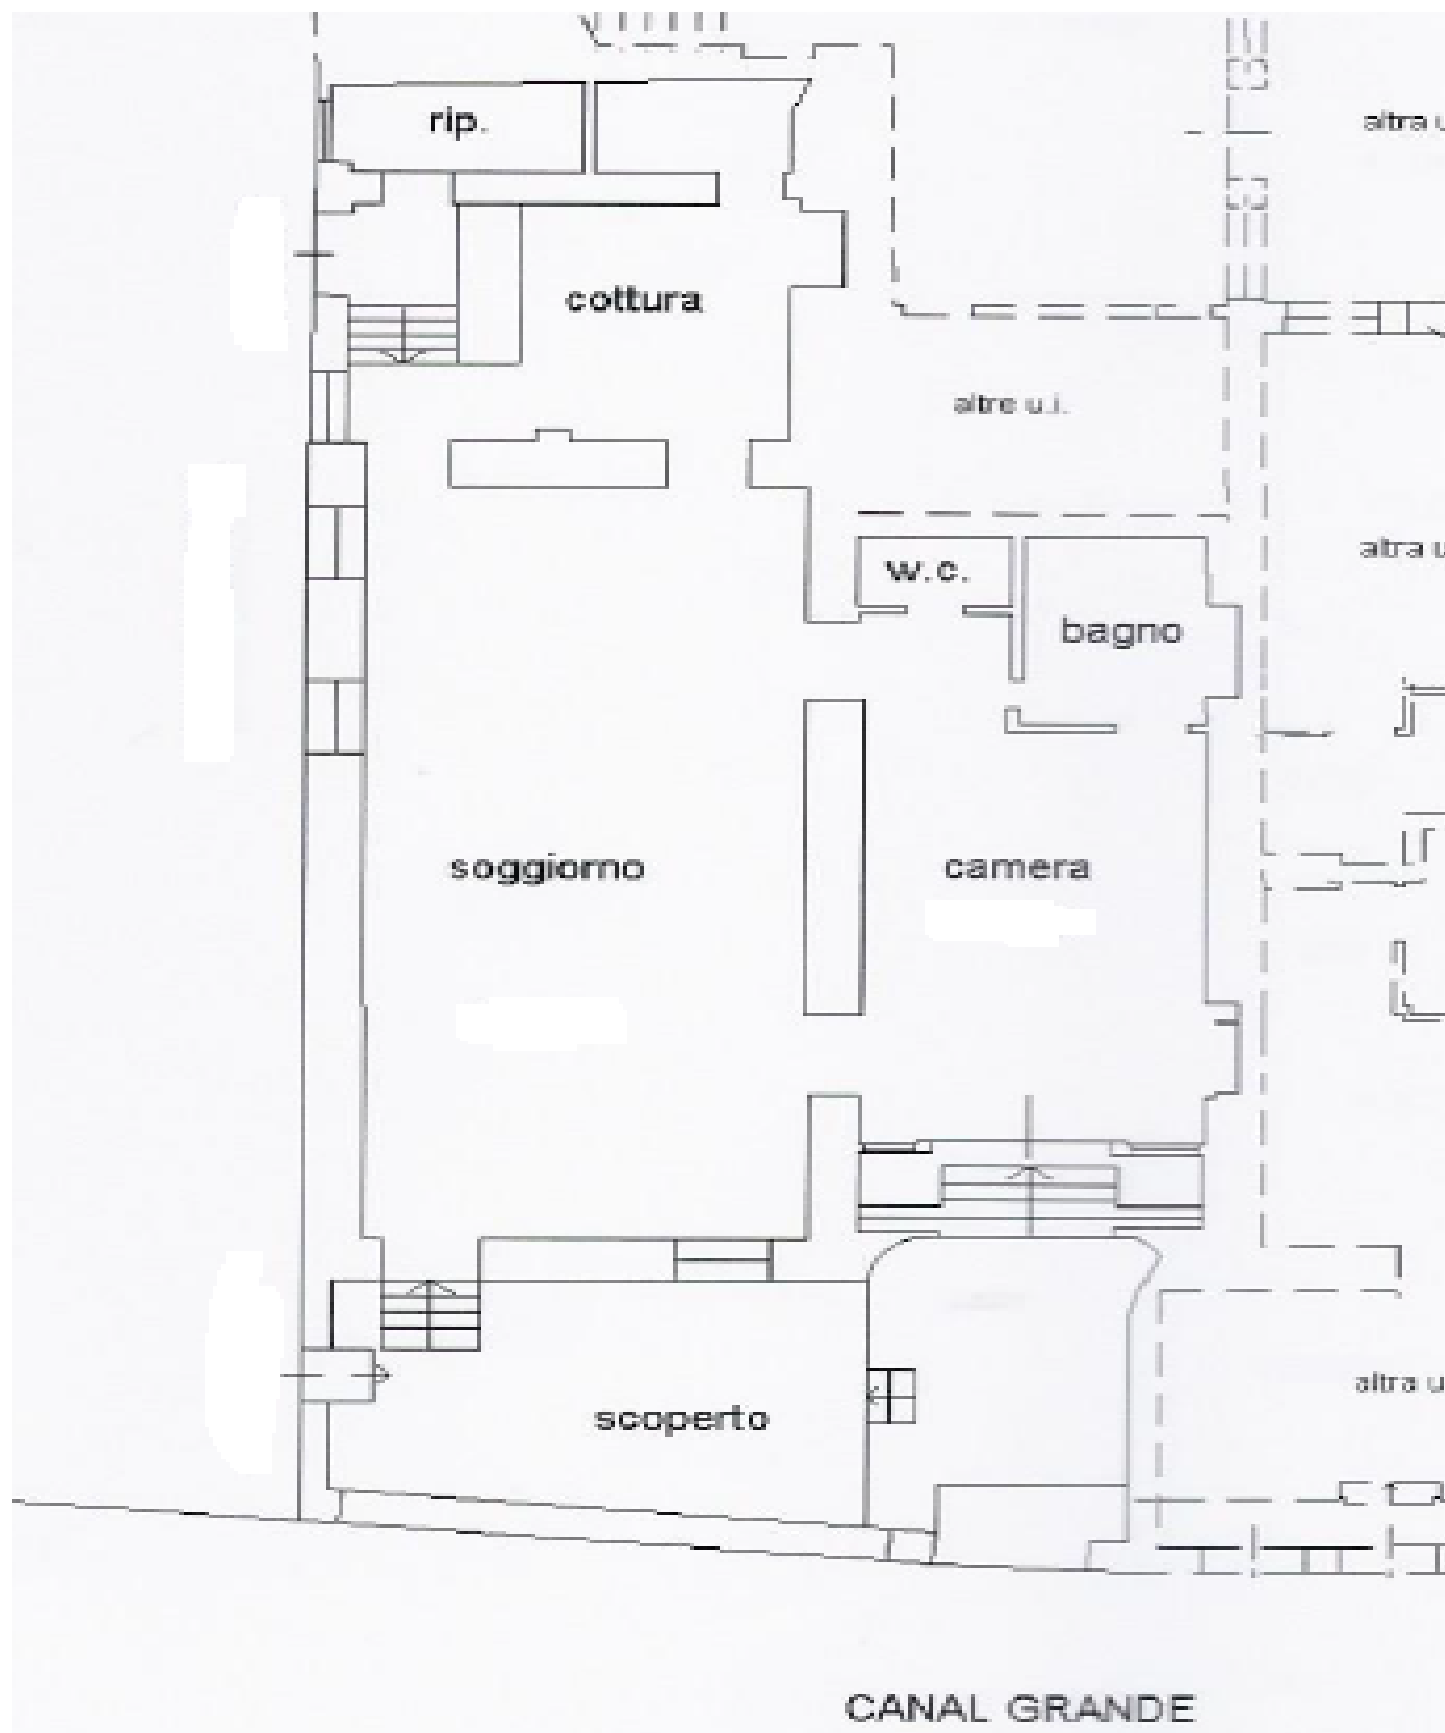 rip.
altra u
cottura
altre u.i.
altra u
w.c.
bagno
soggiorno
camera
altra u
scoperto
CANAL GRANDE